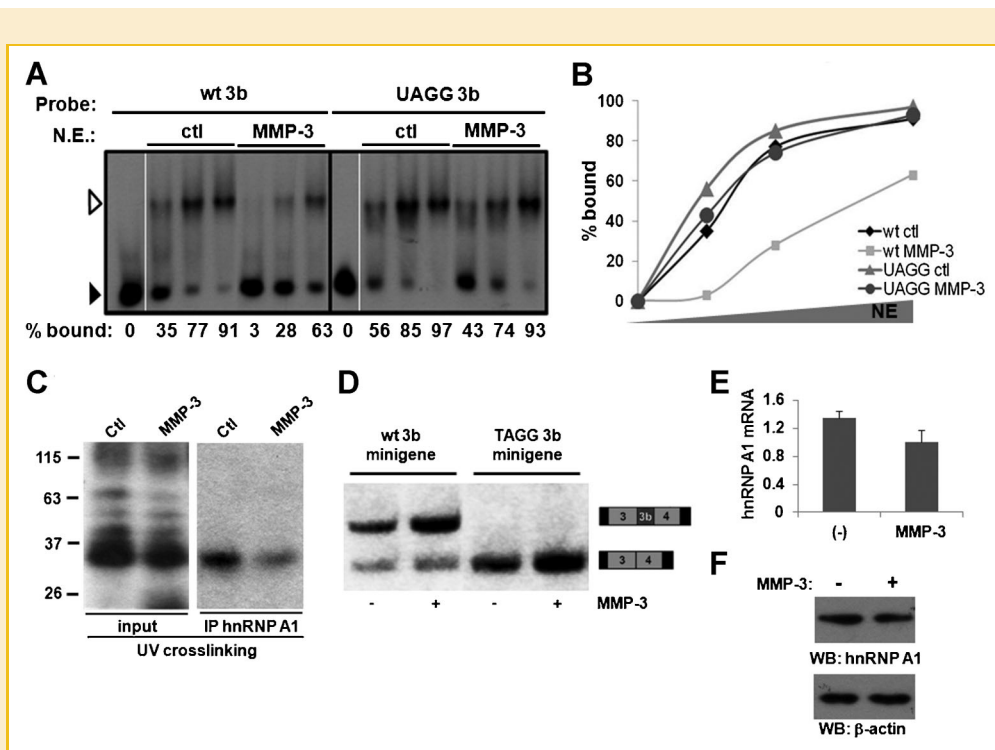 A
Probe: wt 3b UAGG 3b
N.E.: ctl MMP-3 ctl MMP-3
% bound: 0 35 77 91 3 28 63 0 56 85 97 43 74 93
B
% bound
100
80
60
40
20
0
wt ctl
wt MMP-3
UAGG ctl
UAGG MMP-3
NE
C
Ctl MMP-3 Ctl MMP-3
115
63
37
26
input IP hnRNP A1
UV crosslinking
D
wt 3b TAGG 3b
minigene minigene
3 3b 4
3 4
- + - + MMP-3
E
hnRNP A1 mRNA
1.6
1.2
0.8
0.4
0
(-) MMP-3
F
MMP-3: - +
WB: hnRNP A1
WB: β-actin